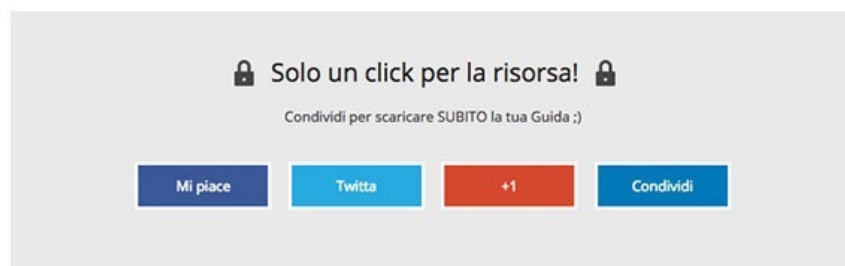 Solo un click per la risorsa!
Condividi per scaricare SUBITO la tua Guida ;)
Mi piace Twitta +1 Condividi